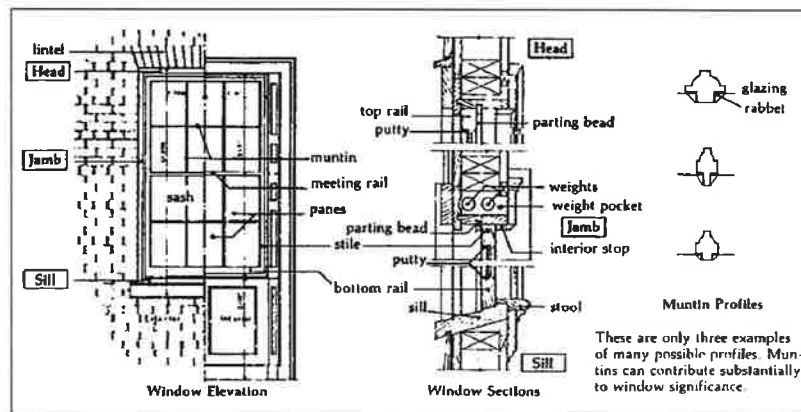 lintel
Head
Jamb
Sill
muntin
meeting rail
sash
panes
stile
bottom rail
Window Elevation
Head
top rail
putty
parting bead
weights
weight pocket
parting bead
Jamb
interior stop
putty
sill
stool
Sill
Window Sections
glazing
rabbet
Muntin Profiles
These are only three examples
of many possible profiles. Mun-
tins can contribute substantially
to window significance.